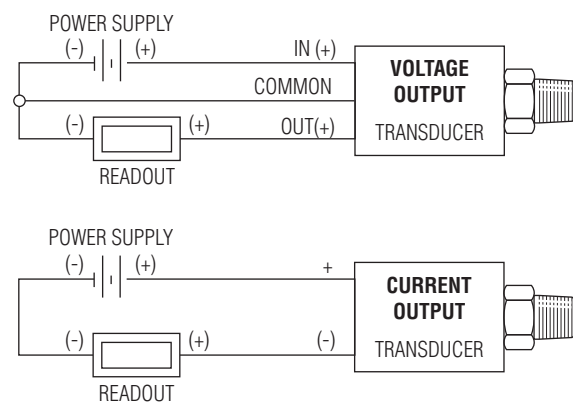 POWER SUPPLY
(-) (+) IN (+)
COMMON
(-) (+) OUT(+)
READOUT
VOLTAGE
OUTPUT
TRANSDUCER
POWER SUPPLY
(-) (+) +
(-) (+) (-)
READOUT
CURRENT
OUTPUT
TRANSDUCER